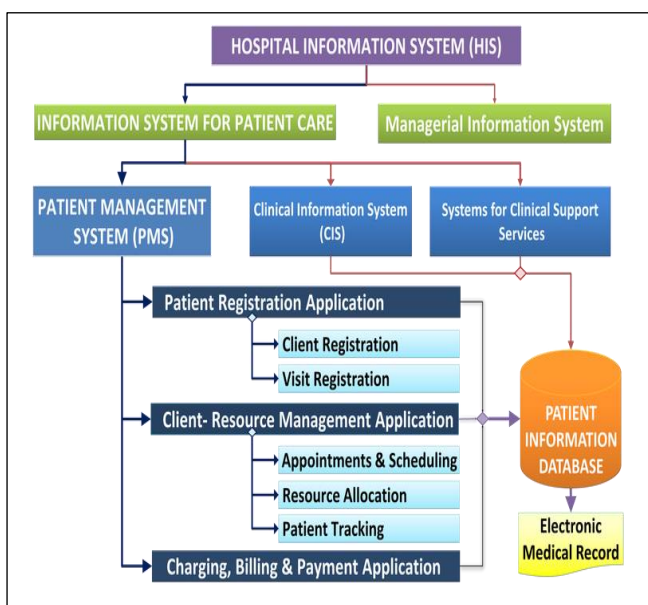 HOSPITAL INFORMATION SYSTEM (HIS)
INFORMATION SYSTEM FOR PATIENT CARE
Managerial Information System
PATIENT MANAGEMENT
SYSTEM (PMS)
Clinical Information System
(CIS)
Systems for Clinical Support
Services
Patient Registration Application
Client Registration
Visit Registration
Client- Resource Management Application
Appointments & Scheduling
Resource Allocation
Patient Tracking
Charging, Billing & Payment Application
PATIENT
INFORMATION
DATABASE
Electronic
Medical Record